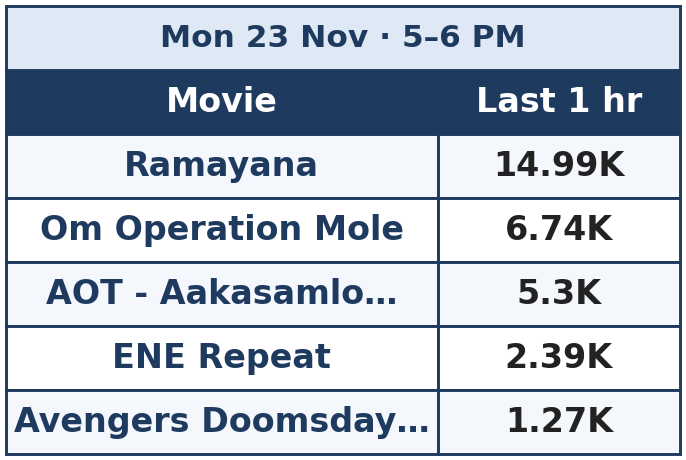 Mon 23 Nov · 5–6 PM
Movie Last 1 hr
Ramayana 14.99K
Om Operation Mole 6.74K
AOT - Aakasamlo... 5.3K
ENE Repeat 2.39K
Avengers Doomsday... 1.27K